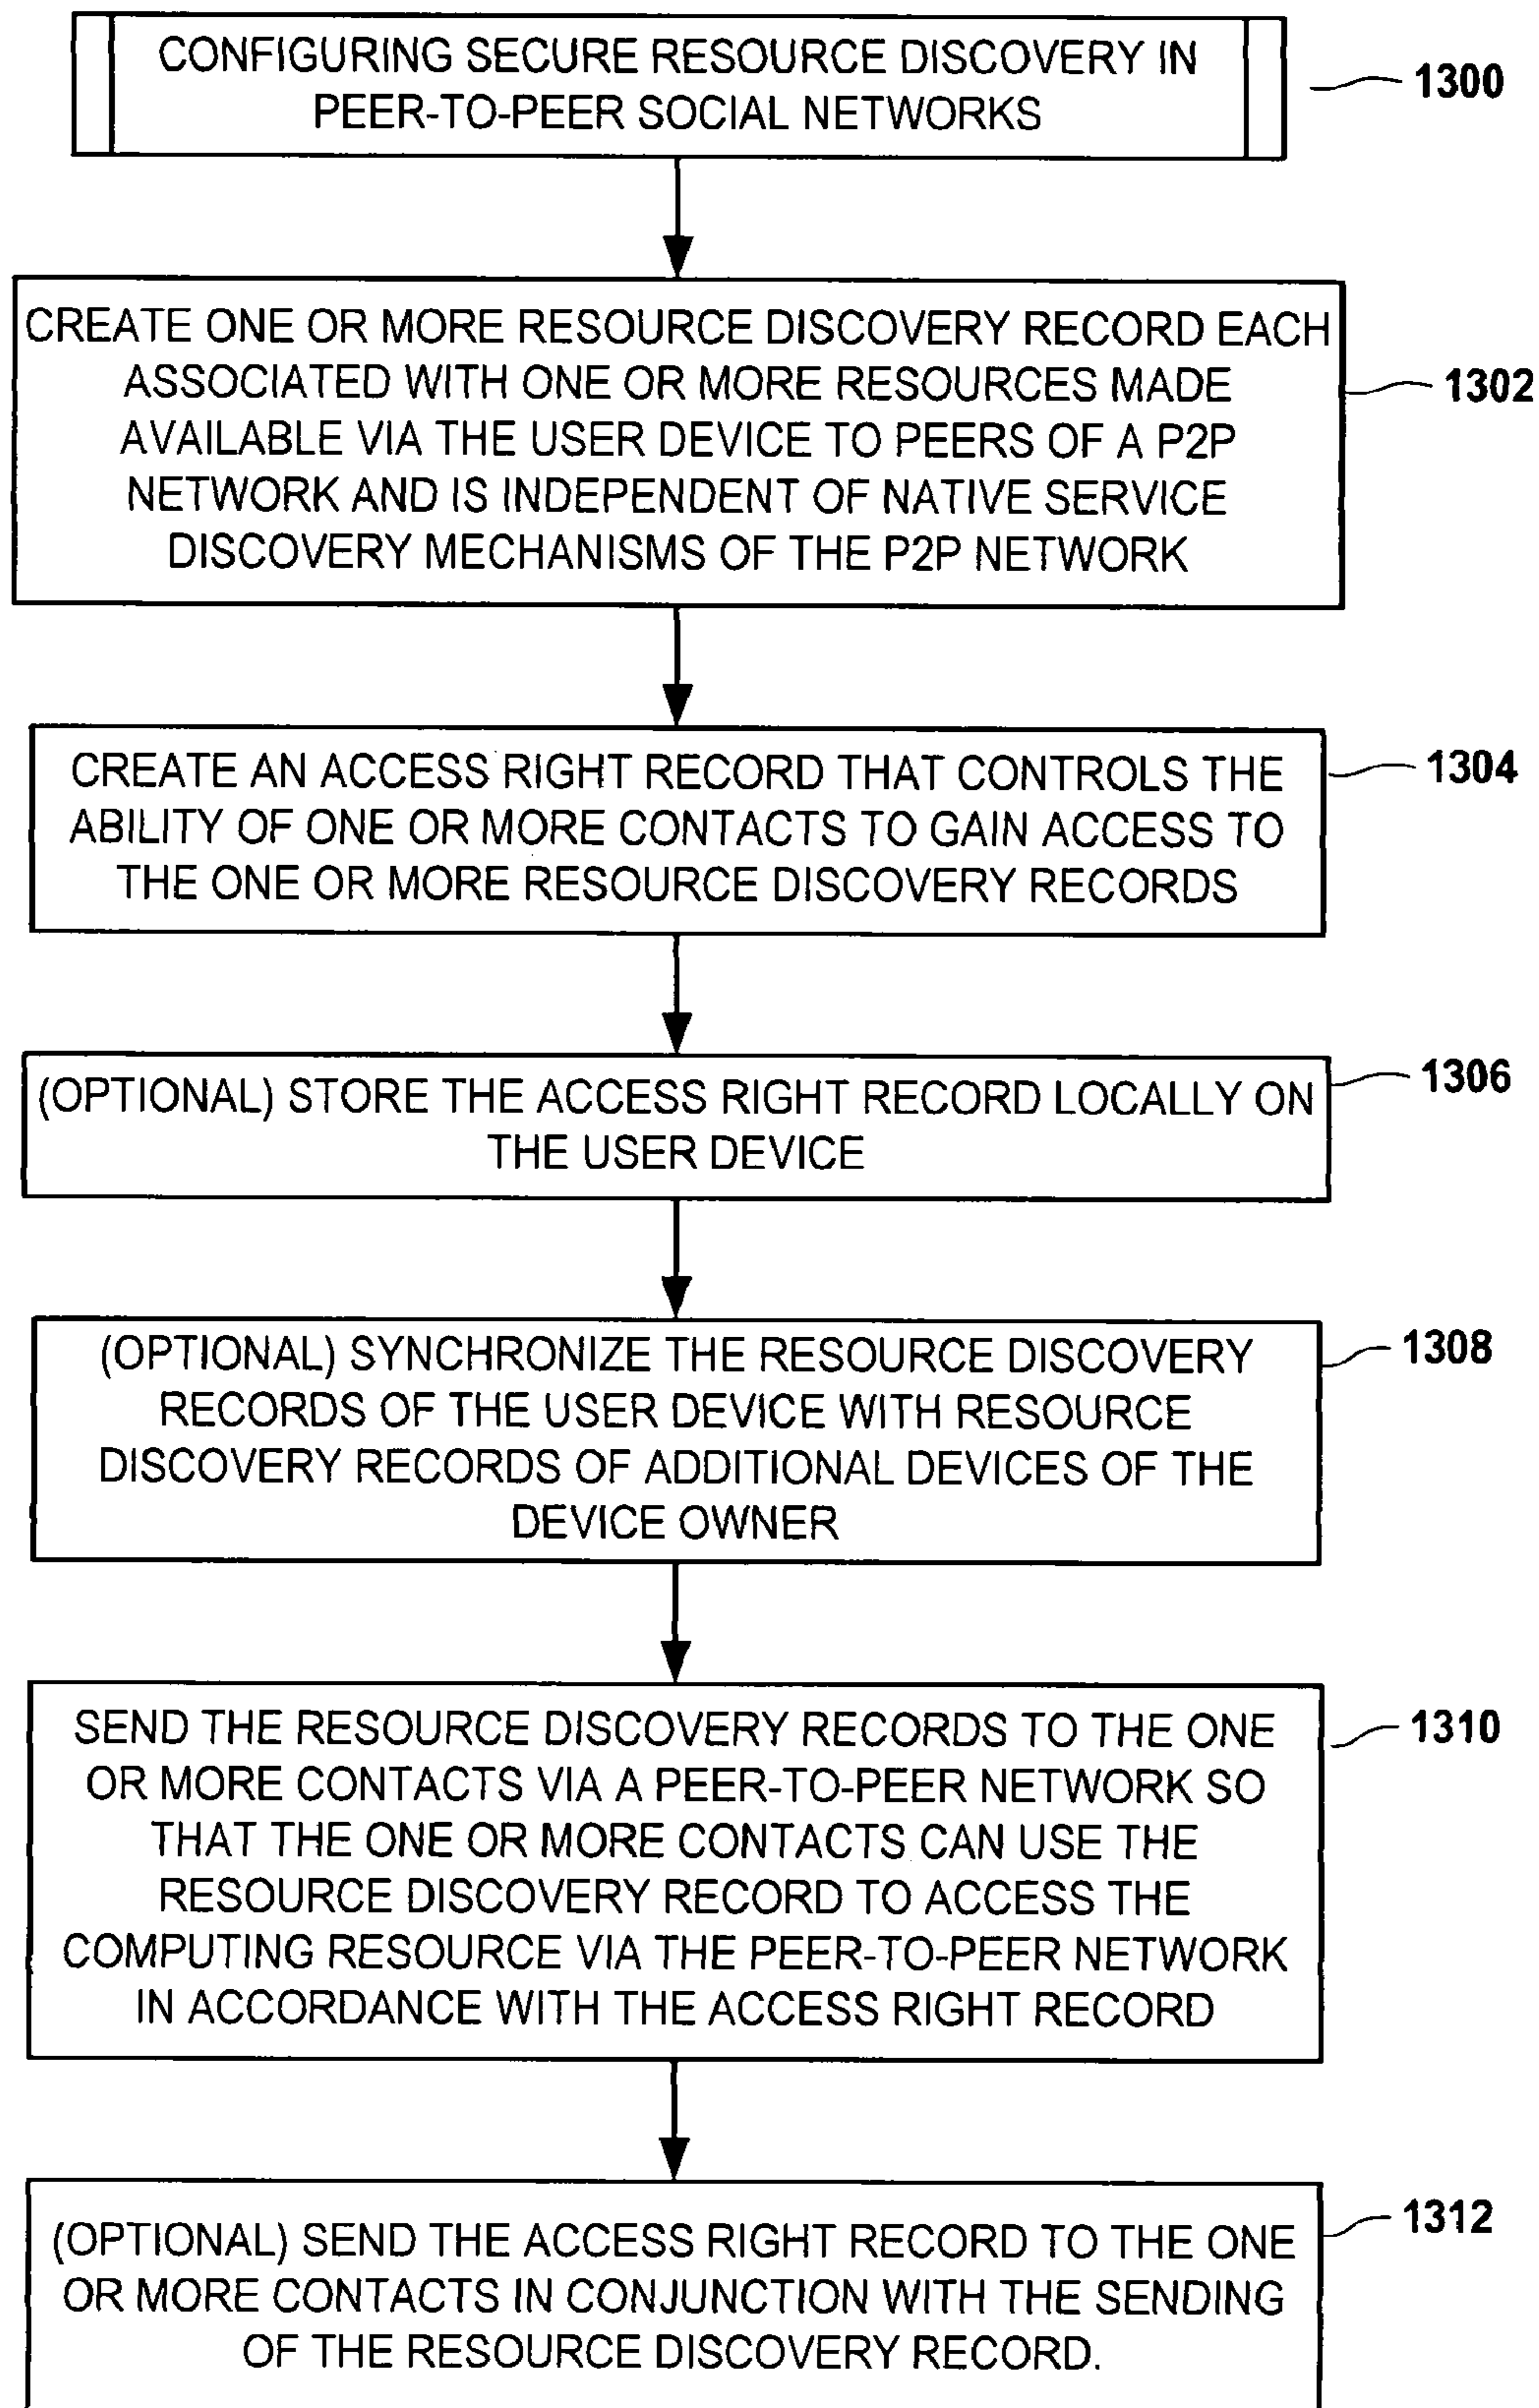 CONFIGURING SECURE RESOURCE DISCOVERY IN
PEER-TO-PEER SOCIAL NETWORKS
1300
CREATE ONE OR MORE RESOURCE DISCOVERY RECORD EACH
ASSOCIATED WITH ONE OR MORE RESOURCES MADE
AVAILABLE VIA THE USER DEVICE TO PEERS OF A P2P
NETWORK AND IS INDEPENDENT OF NATIVE SERVICE
DISCOVERY MECHANISMS OF THE P2P NETWORK
1302
CREATE AN ACCESS RIGHT RECORD THAT CONTROLS THE
ABILITY OF ONE OR MORE CONTACTS TO GAIN ACCESS TO
THE ONE OR MORE RESOURCE DISCOVERY RECORDS
1304
(OPTIONAL) STORE THE ACCESS RIGHT RECORD LOCALLY ON
THE USER DEVICE
1306
(OPTIONAL) SYNCHRONIZE THE RESOURCE DISCOVERY
RECORDS OF THE USER DEVICE WITH RESOURCE
DISCOVERY RECORDS OF ADDITIONAL DEVICES OF THE
DEVICE OWNER
1308
SEND THE RESOURCE DISCOVERY RECORDS TO THE ONE
OR MORE CONTACTS VIA A PEER-TO-PEER NETWORK SO
THAT THE ONE OR MORE CONTACTS CAN USE THE
RESOURCE DISCOVERY RECORD TO ACCESS THE
COMPUTING RESOURCE VIA THE PEER-TO-PEER NETWORK
IN ACCORDANCE WITH THE ACCESS RIGHT RECORD
1310
(OPTIONAL) SEND THE ACCESS RIGHT RECORD TO THE ONE
OR MORE CONTACTS IN CONJUNCTION WITH THE SENDING
OF THE RESOURCE DISCOVERY RECORD.
1312